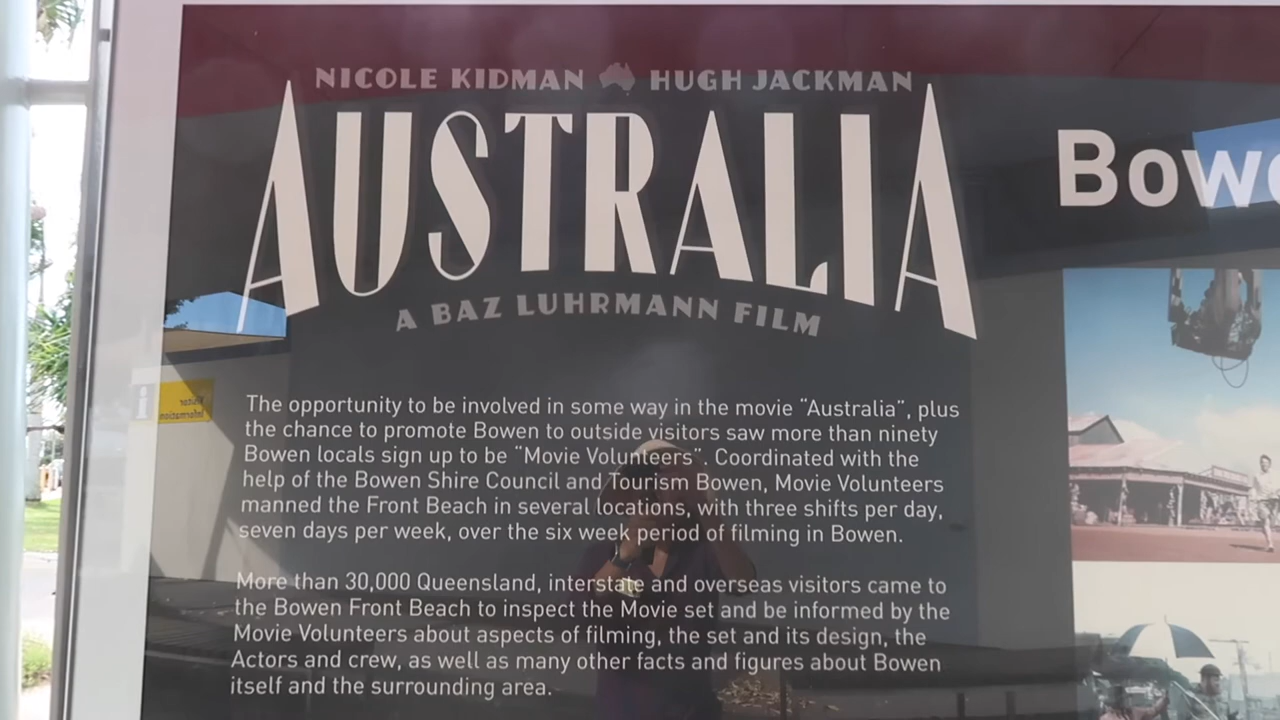 NICOLE KIDMAN HUGH JACKMAN
AUSTRALIA
A BAZ LUHRMANN FILM
The opportunity to be involved in some way in the movie “Australia”, plus
the chance to promote Bowen to outside visitors saw more than ninety
Bowen locals sign up to be “Movie Volunteers”. Coordinated with the
help of the Bowen Shire Council and Tourism Bowen, Movie Volunteers
manned the Front Beach in several locations, with three shifts per day,
seven days per week, over the six week period of filming in Bowen.
More than 30,000 Queensland, interstate and overseas visitors came to
the Bowen Front Beach to inspect the Movie set and be informed by the
Movie Volunteers about aspects of filming, the set and its design, the
Actors and crew, as well as many other facts and figures about Bowen
itself and the surrounding area.
Bowe
Visitor
Information